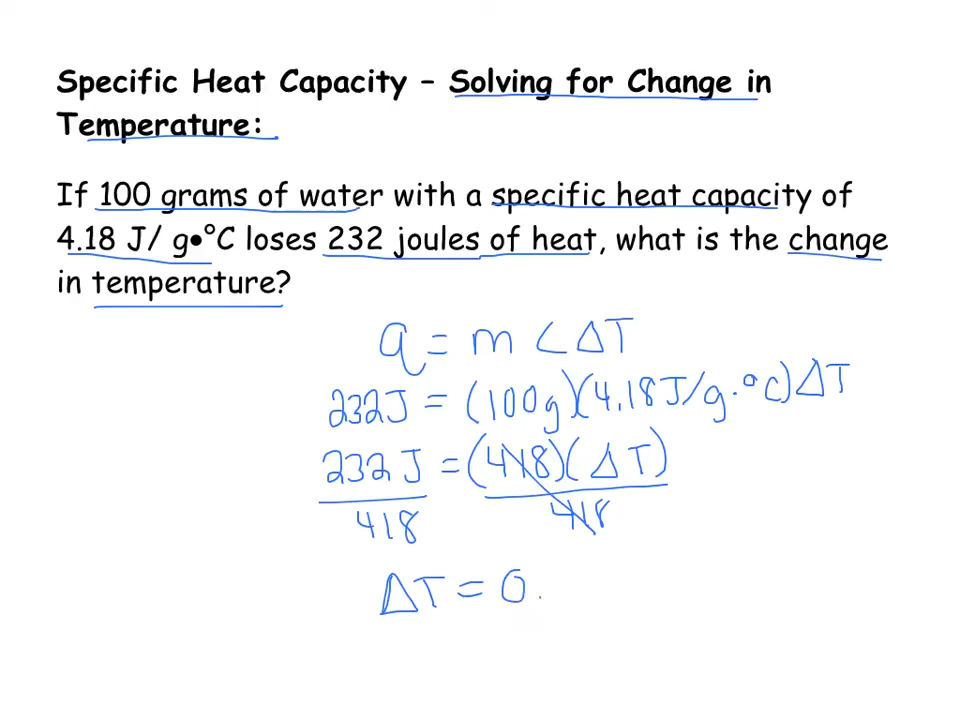 Specific Heat Capacity – Solving for Change in
Temperature:
If 100 grams of water with a specific heat capacity of
4.18 J/ g•°C loses 232 joules of heat, what is the change
in temperature?
q = m C ΔT
232J = (100g)(4.18J/g·°C)ΔT
232 J = (418)(ΔT)
418 418
ΔT = 0.